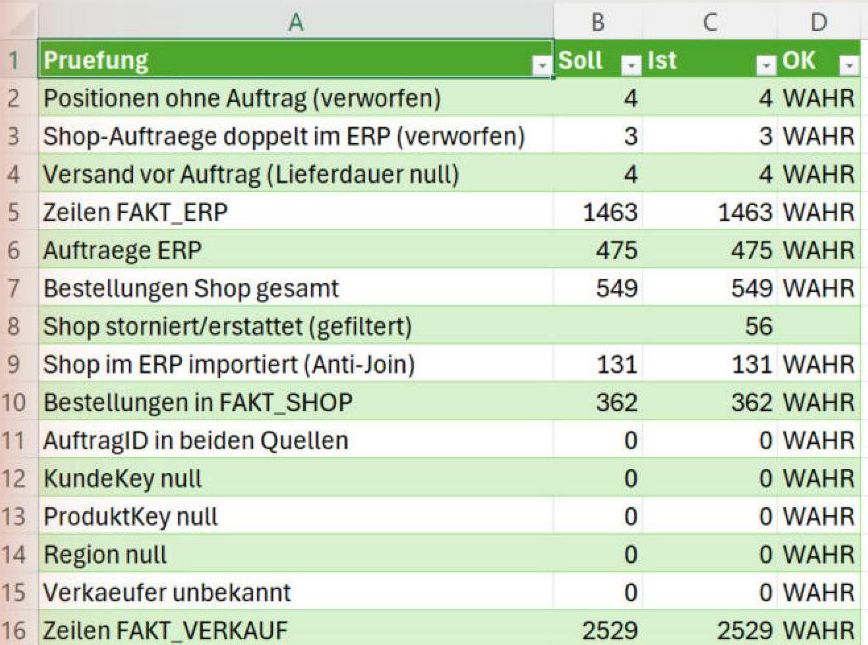 A B C D
1 Pruefung Soll Ist OK
2 Positionen ohne Auftrag (verworfen) 4 4 WAHR
3 Shop-Auftraege doppelt im ERP (verworfen) 3 3 WAHR
4 Versand vor Auftrag (Lieferdauer null) 4 4 WAHR
5 Zeilen FAKT_ERP 1463 1463 WAHR
6 Auftraege ERP 475 475 WAHR
7 Bestellungen Shop gesamt 549 549 WAHR
8 Shop storniert/erstattet (gefiltert) 56
9 Shop im ERP importiert (Anti-Join) 131 131 WAHR
10 Bestellungen in FAKT_SHOP 362 362 WAHR
11 AuftragID in beiden Quellen 0 0 WAHR
12 KundeKey null 0 0 WAHR
13 ProduktKey null 0 0 WAHR
14 Region null 0 0 WAHR
15 Verkaeufer unbekannt 0 0 WAHR
16 Zeilen FAKT_VERKAUF 2529 2529 WAHR